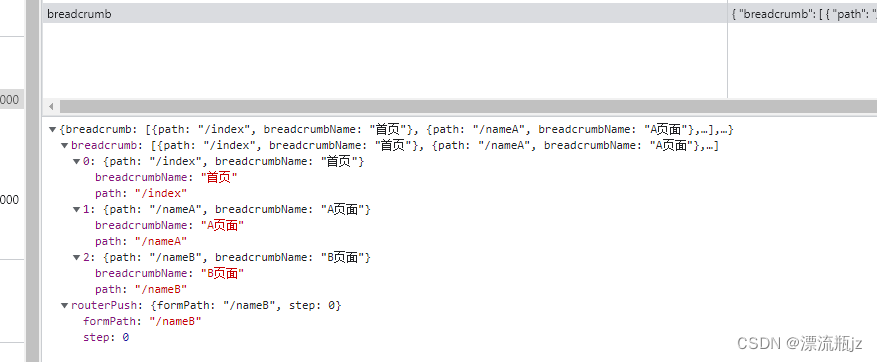 breadcrumb
{ "breadcrumb": [ { "path": "/
000
▼{breadcrumb: [{path: "/index", breadcrumbName: "首页"}, {path: "/nameA", breadcrumbName: "A页面"},…],…}
▼breadcrumb: [{path: "/index", breadcrumbName: "首页"}, {path: "/nameA", breadcrumbName: "A页面"},…]
▼0: {path: "/index", breadcrumbName: "首页"}
breadcrumbName: "首页"
path: "/index"
▼1: {path: "/nameA", breadcrumbName: "A页面"}
000
breadcrumbName: "A页面"
path: "/nameA"
▼2: {path: "/nameB", breadcrumbName: "B页面"}
breadcrumbName: "B页面"
path: "/nameB"
▼routerPush: {formPath: "/nameB", step: 0}
formPath: "/nameB"
step: 0
CSDN @漂流瓶jz